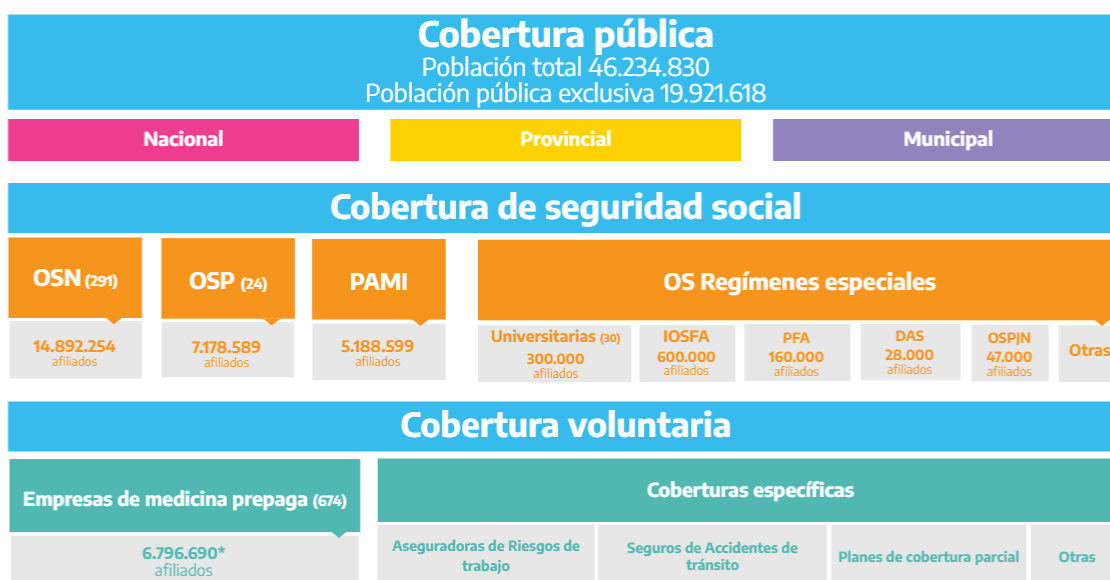 Cobertura pública
Población total 46.234.830
Población pública exclusiva 19.921.618
Nacional
Provincial
Municipal
Cobertura de seguridad social
OSN (291)
14.892.254
afiliados
OSP (24)
7.178.589
afiliados
PAMI
5.188.599
afiliados
OS Regímenes especiales
Universitarias (30)
300.000
afiliados
IOSFA
600.000
afiliados
PFA
160.000
afiliados
DAS
28.000
afiliados
OSPJN
47.000
afiliados
Otras
Cobertura voluntaria
Empresas de medicina prepaga (674)
6.796.690*
afiliados
Coberturas específicas
Aseguradoras de Riesgos de
trabajo
Seguros de Accidentes de
tránsito
Planes de cobertura parcial
Otras